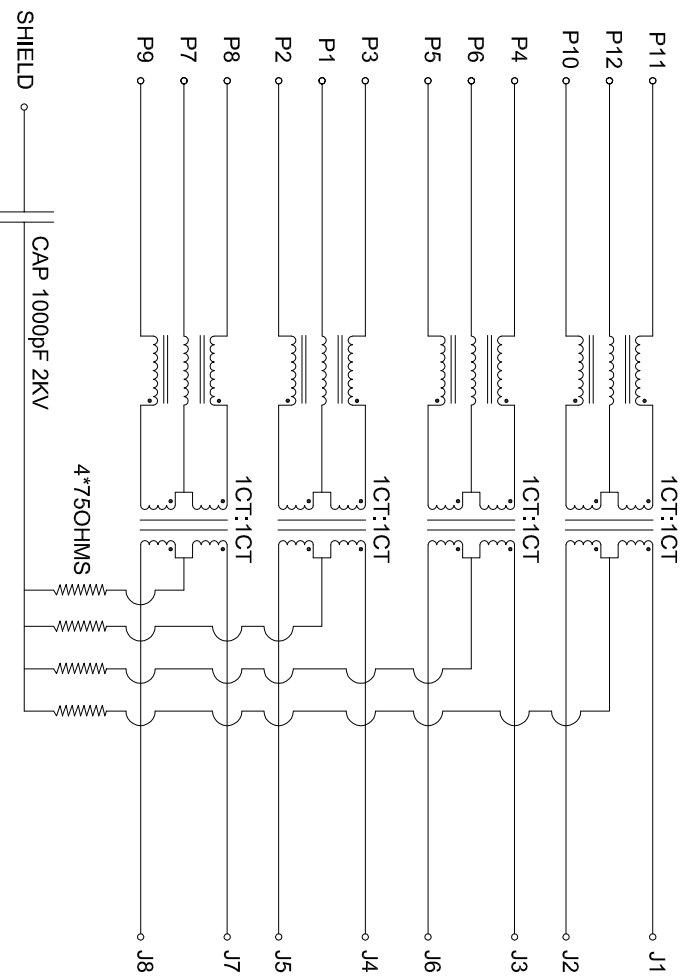 1CT:1CT
P11
J1
P12
P10
J2
1CT:1CT
P4
J3
P6
P5
J6
1CT:1CT
P3
J4
P1
P2
J5
1CT:1CT
P8
J7
P7
P9
J8
4*75OHMS
CAP 1000pF 2KV
SHIELD